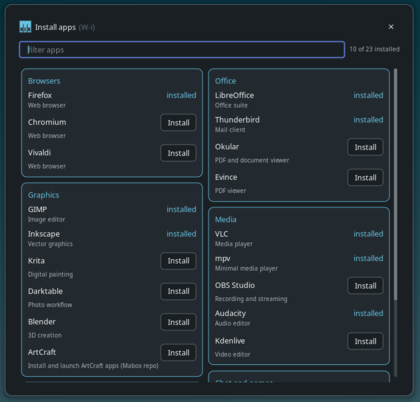 Install apps (W-i)
filter apps
10 of 23 installed
Browsers
Firefox installed
Web browser
Chromium Install
Web browser
Vivaldi Install
Web browser
Graphics
GIMP installed
Image editor
Inkscape installed
Vector graphics
Krita Install
Digital painting
Darktable Install
Photo workflow
Blender Install
3D creation
ArtCraft Install
Install and launch ArtCraft apps (Mabox repo)
Office
LibreOffice installed
Office suite
Thunderbird installed
Mail client
Okular Install
PDF and document viewer
Evince Install
PDF viewer
Media
VLC installed
Media player
mpv installed
Minimal media player
OBS Studio Install
Recording and streaming
Audacity installed
Audio editor
Kdenlive Install
Video editor
Chat and games